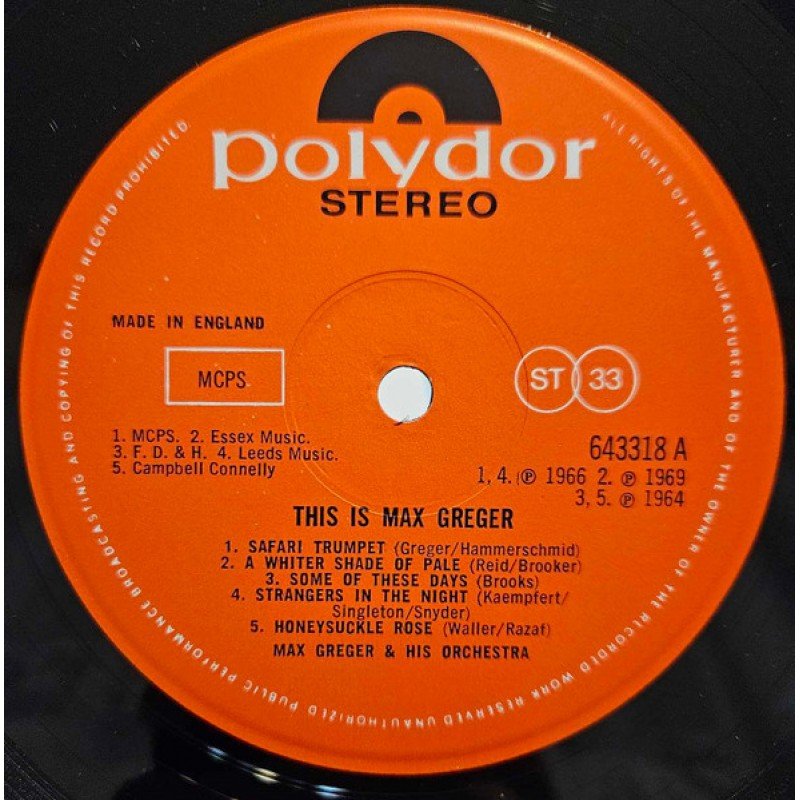 polydor
STEREO
MADE IN ENGLAND
MCPS
ST 33
1. MCPS. 2. Essex Music.
3. F. D. & H. 4. Leeds Music.
5. Campbell Connelly
643318 A
1, 4. ℗ 1966 2. ℗ 1969
3, 5. ℗ 1964
THIS IS MAX GREGER
1. SAFARI TRUMPET (Greger/Hammerschmid)
2. A WHITER SHADE OF PALE (Reid/Brooker)
3. SOME OF THESE DAYS (Brooks)
4. STRANGERS IN THE NIGHT (Kaempfert/
Singleton/Snyder)
5. HONEYSUCKLE ROSE (Waller/Razaf)
MAX GREGER & HIS ORCHESTRA
ALL RIGHTS OF THE MANUFACTURER AND OF THE OWNER OF THE RECORDED WORK RESERVED UNAUTHORIZED PUBLIC PERFORMANCE BROADCASTING AND COPYING OF THIS RECORD PROHIBITED